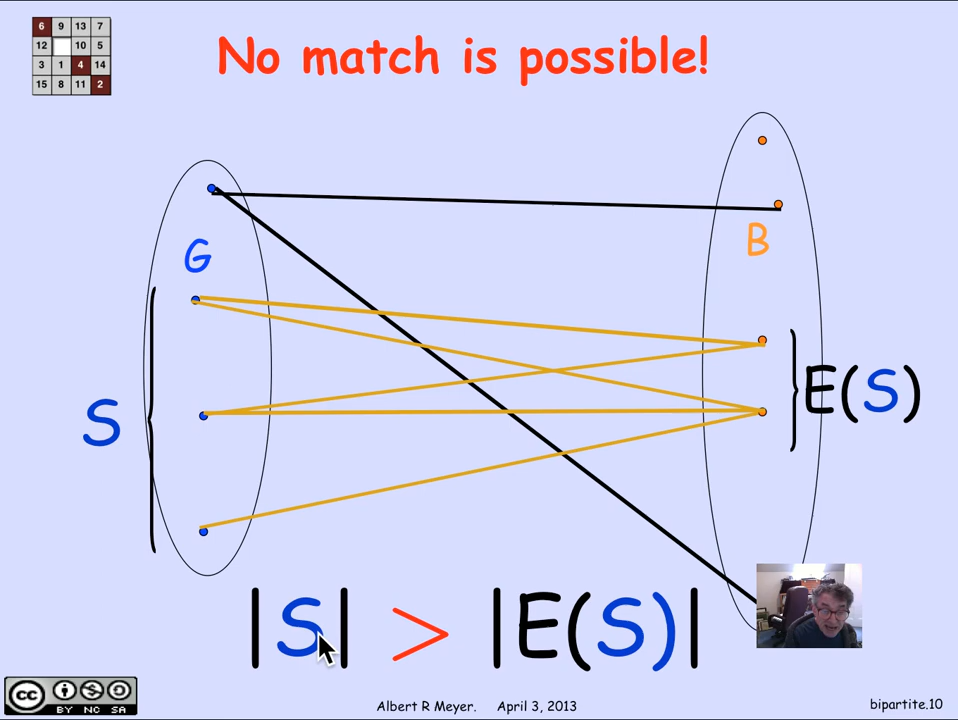 6 9 13 7
12 10 5
3 1 4 14
15 8 11 2
No match is possible!
G
B
S
E(S)
|S| > |E(S)|
cc BY NC SA
Albert R Meyer. April 3, 2013
bipartite.10